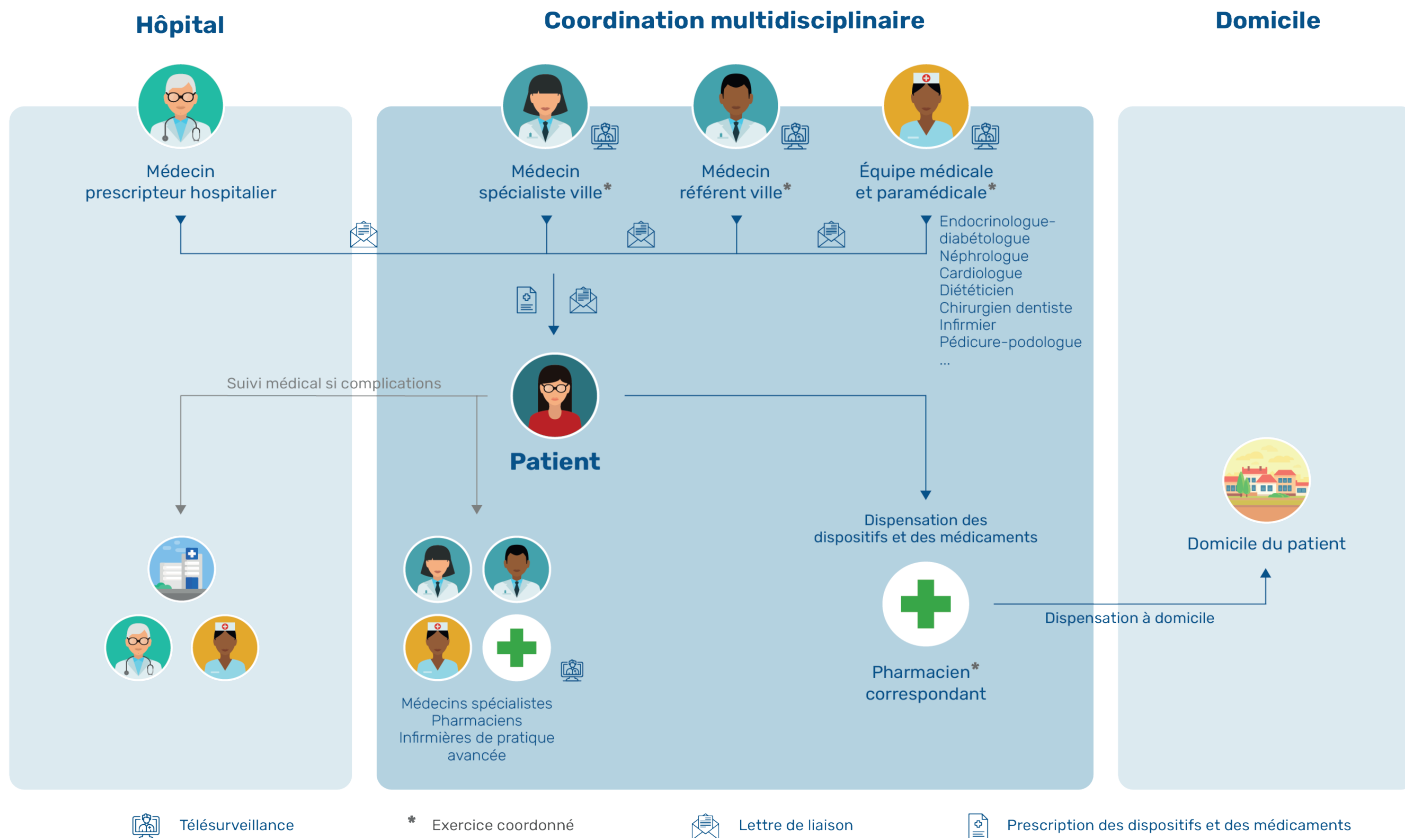 Hôpital
Coordination multidisciplinaire
Domicile
Médecin
prescripteur hospitalier
Médecin
spécialiste ville*
Médecin
référent ville*
Équipe médicale
et paramédicale*
Endocrinologue-
diabétologue
Néphrologue
Cardiologue
Diététicien
Chirurgien dentiste
Infirmier
Pédicure-podologue
...
Suivi médical si complications
Patient
Dispensation des
dispositifs et des médicaments
Domicile du patient
Dispensation à domicile
Pharmacien*
correspondant
Médecins spécialistes
Pharmaciens
Infirmières de pratique
avancée
Télésurveillance
* Exercice coordonné
Lettre de liaison
Prescription des dispositifs et des médicaments